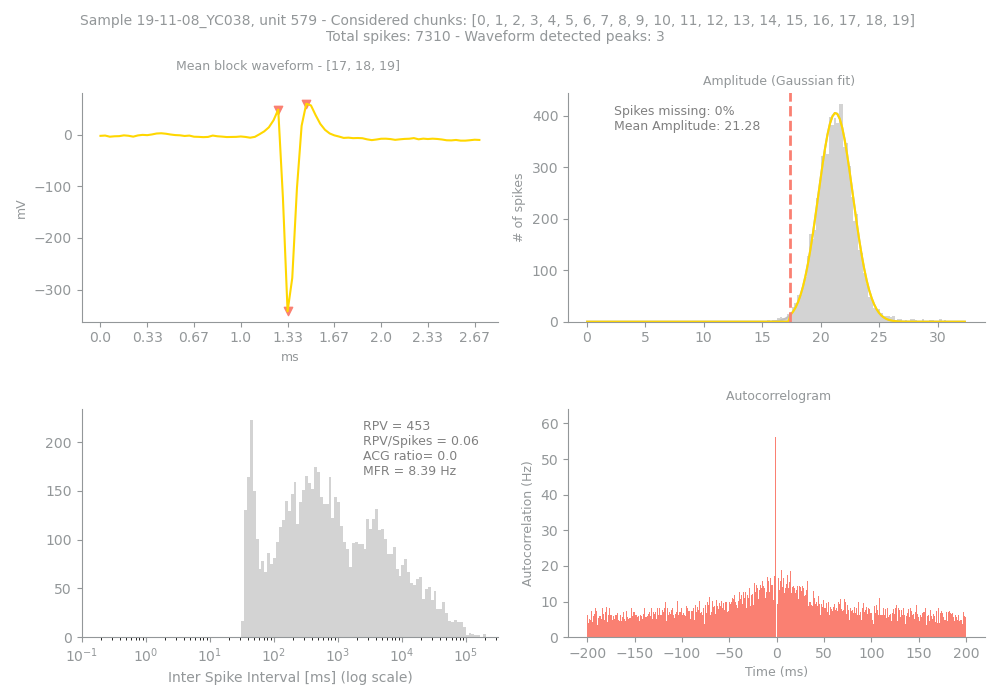 Sample 19-11-08_YC038, unit 579 - Considered chunks: [0, 1, 2, 3, 4, 5, 6, 7, 8, 9, 10, 11, 12, 13, 14, 15, 16, 17, 18, 19]
Total spikes: 7310 - Waveform detected peaks: 3
Mean block waveform - [17, 18, 19]
mV
0
−100
−200
−300
0.0 0.33 0.67 1.0 1.33 1.67 2.0 2.33 2.67
ms
Amplitude (Gaussian fit)
Spikes missing: 0%
Mean Amplitude: 21.28
# of spikes
400
300
200
100
0
0 5 10 15 20 25 30
RPV = 453
RPV/Spikes = 0.06
ACG ratio= 0.0
MFR = 8.39 Hz
200
150
100
50
0
10⁻¹ 10⁰ 10¹ 10² 10³ 10⁴ 10⁵
Inter Spike Interval [ms] (log scale)
Autocorrelogram
Autocorrelation (Hz)
60
50
40
30
20
10
0
−200 −150 −100 −50 0 50 100 150 200
Time (ms)